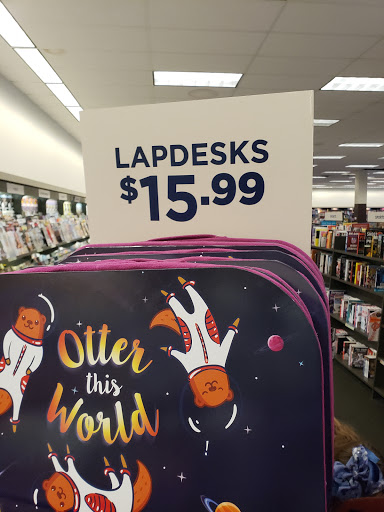 LAPDESKS
$15.99
Otter
this
World